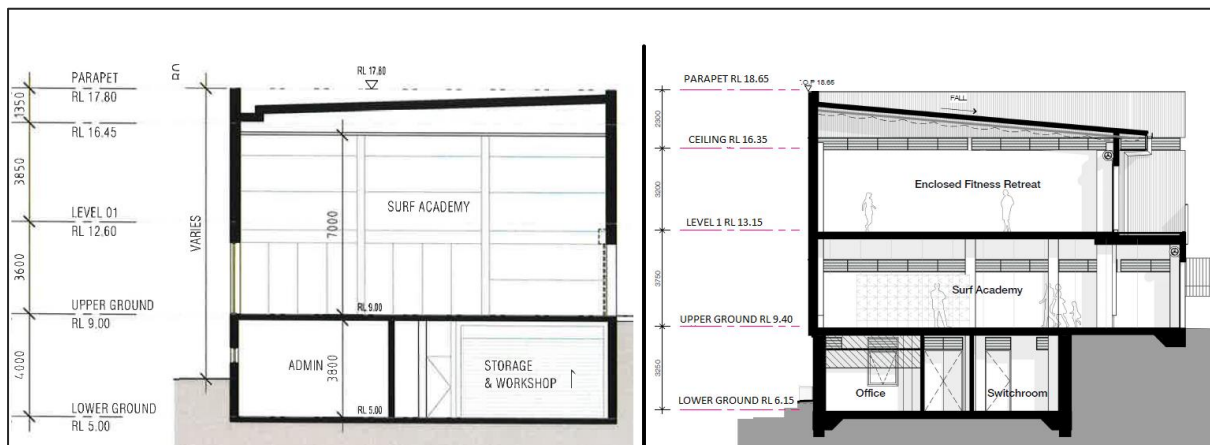 PARAPET
RL 17.80
1350
RL 16.45
3850
LEVEL 01
RL 12.60
3600
UPPER GROUND
RL 9.00
4000
LOWER GROUND
RL 5.00
VARIES
RL 17.80
SURF ACADEMY
7000
RL 9.00
ADMIN
3800
STORAGE
& WORKSHOP
RL 5.00
PARAPET RL 18.65
FALL
2300
CEILING RL 16.35
3200
Enclosed Fitness Retreat
LEVEL 1 RL 13.15
3750
Surf Academy
UPPER GROUND RL 9.40
3250
Office
Switchroom
LOWER GROUND RL 6.15